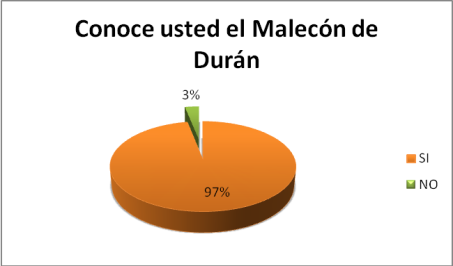 Conoce usted el Malecón de
Durán
3%
97%
SI
NO